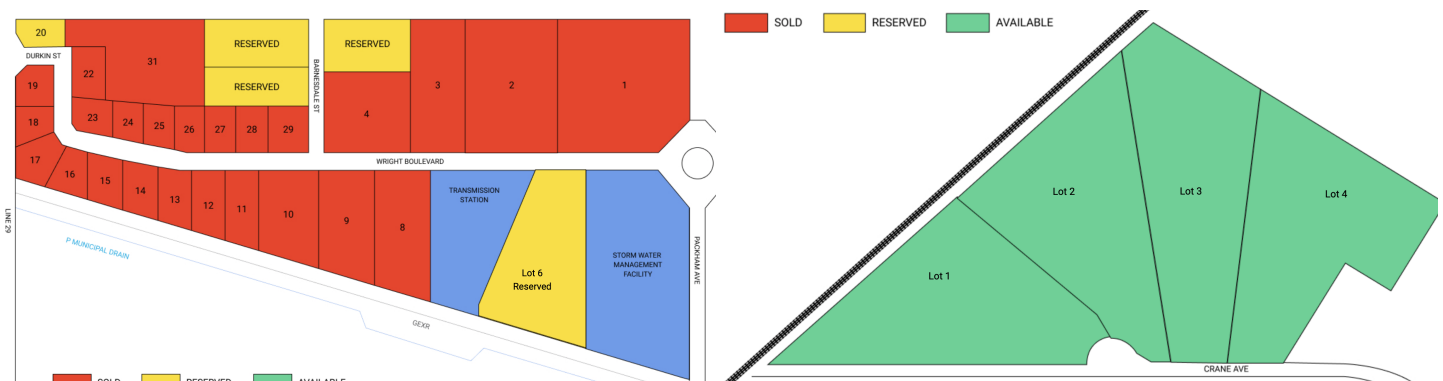 20
DURKIN ST
19
18
17
22
31
23
24
25
26
27
28
29
RESERVED
RESERVED
BARNESDALE ST
RESERVED
4
3
2
1
WRIGHT BOULEVARD
16
15
14
13
12
11
10
9
8
TRANSMISSION
STATION
Lot 6
Reserved
STORM WATER
MANAGEMENT
FACILITY
PACKHAM AVE
LINE 29
P MUNICIPAL DRAIN
GEXR
SOLD
RESERVED
AVAILABLE
SOLD
RESERVED
AVAILABLE
Lot 1
Lot 2
Lot 3
Lot 4
CRANE AVE